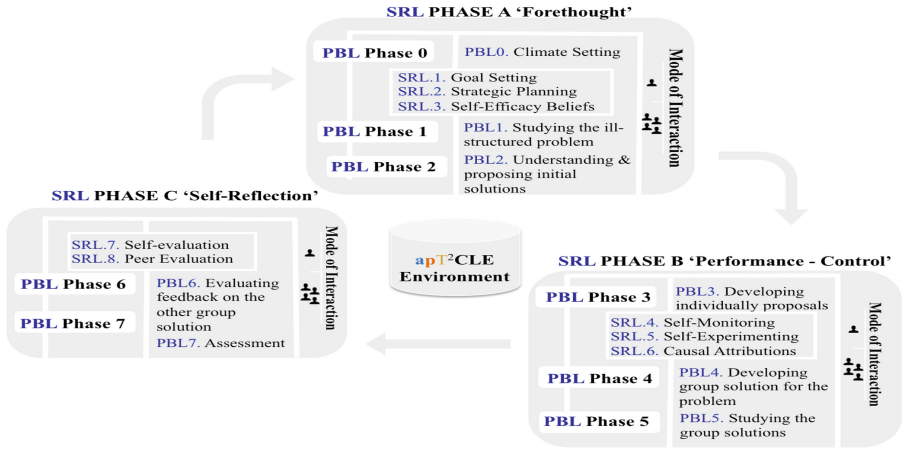 SRL PHASE A ‘Forethought’
PBL Phase 0
PBL0. Climate Setting
SRL.1. Goal Setting
SRL.2. Strategic Planning
SRL.3. Self-Efficacy Beliefs
PBL Phase 1
PBL1. Studying the ill-
structured problem
PBL Phase 2
PBL2. Understanding &
proposing initial
solutions
Mode of Interaction
SRL PHASE C ‘Self-Reflection’
SRL.7. Self-evaluation
SRL.8. Peer Evaluation
PBL Phase 6
PBL6. Evaluating
feedback on the
other group
solution
PBL Phase 7
PBL7. Assessment
Mode of Interaction
apT²CLE
Environment
SRL PHASE B ‘Performance - Control’
PBL Phase 3
PBL3. Developing
individually proposals
SRL.4. Self-Monitoring
SRL.5. Self-Experimenting
SRL.6. Causal Attributions
PBL Phase 4
PBL4. Developing
group solution for the
problem
PBL Phase 5
PBL5. Studying the
group solutions
Mode of Interaction